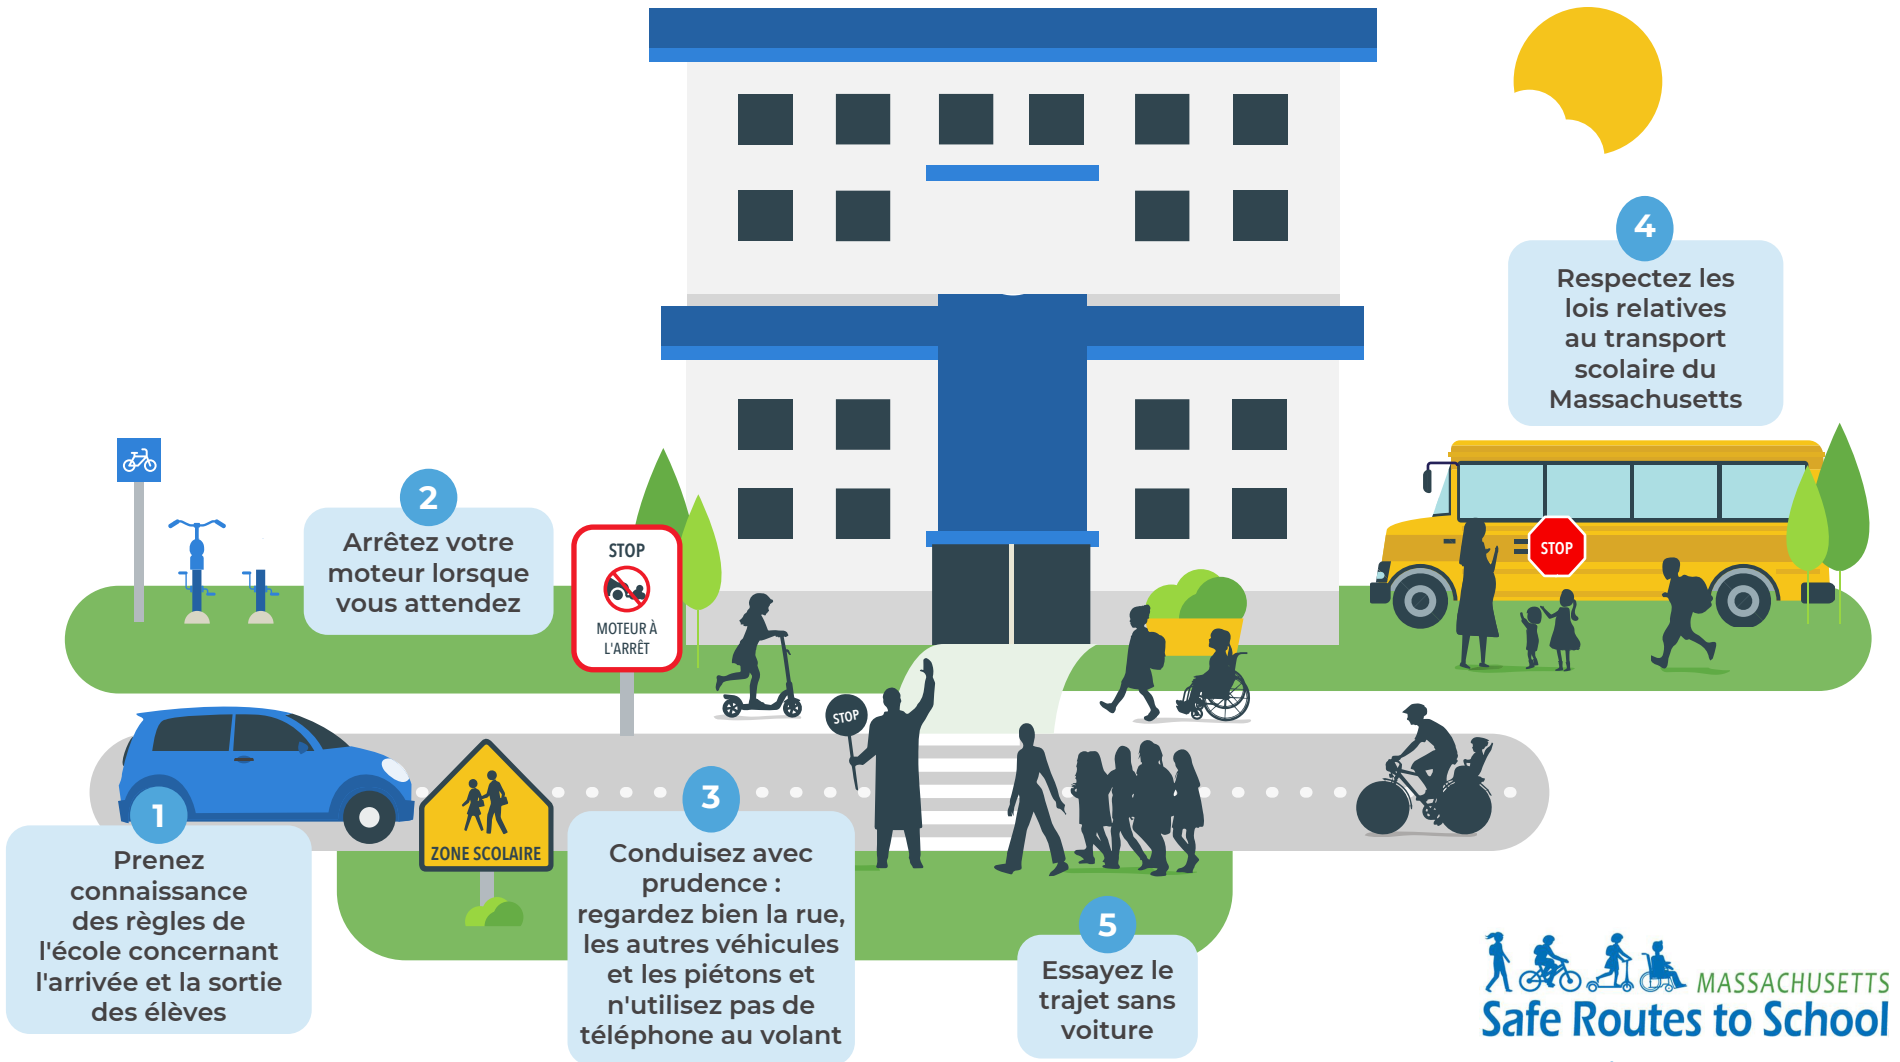 4
Respectez les
lois relatives
au transport
scolaire du
Massachusetts
2
Arrêtez votre
moteur lorsque
vous attendez
STOP
MOTEUR À
L'ARRÊT
STOP
STOP
1
Prenez
connaissance
des règles de
l'école concernant
l'arrivée et la sortie
des élèves
ZONE SCOLAIRE
3
Conduisez avec
prudence :
regardez bien la rue,
les autres véhicules
et les piétons et
n'utilisez pas de
téléphone au volant
5
Essayez le
trajet sans
voiture
MASSACHUSETTS
Safe Routes to School